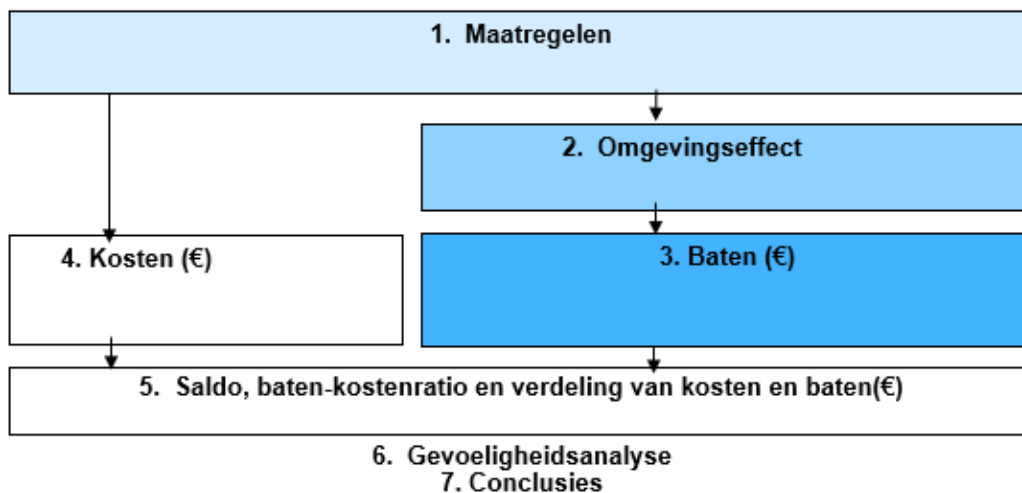 1. Maatregelen
2. Omgevingseffect
4. Kosten (€)
3. Baten (€)
5. Saldo, baten-kostenratio en verdeling van kosten en baten(€)
6. Gevoeligheidsanalyse
7. Conclusies